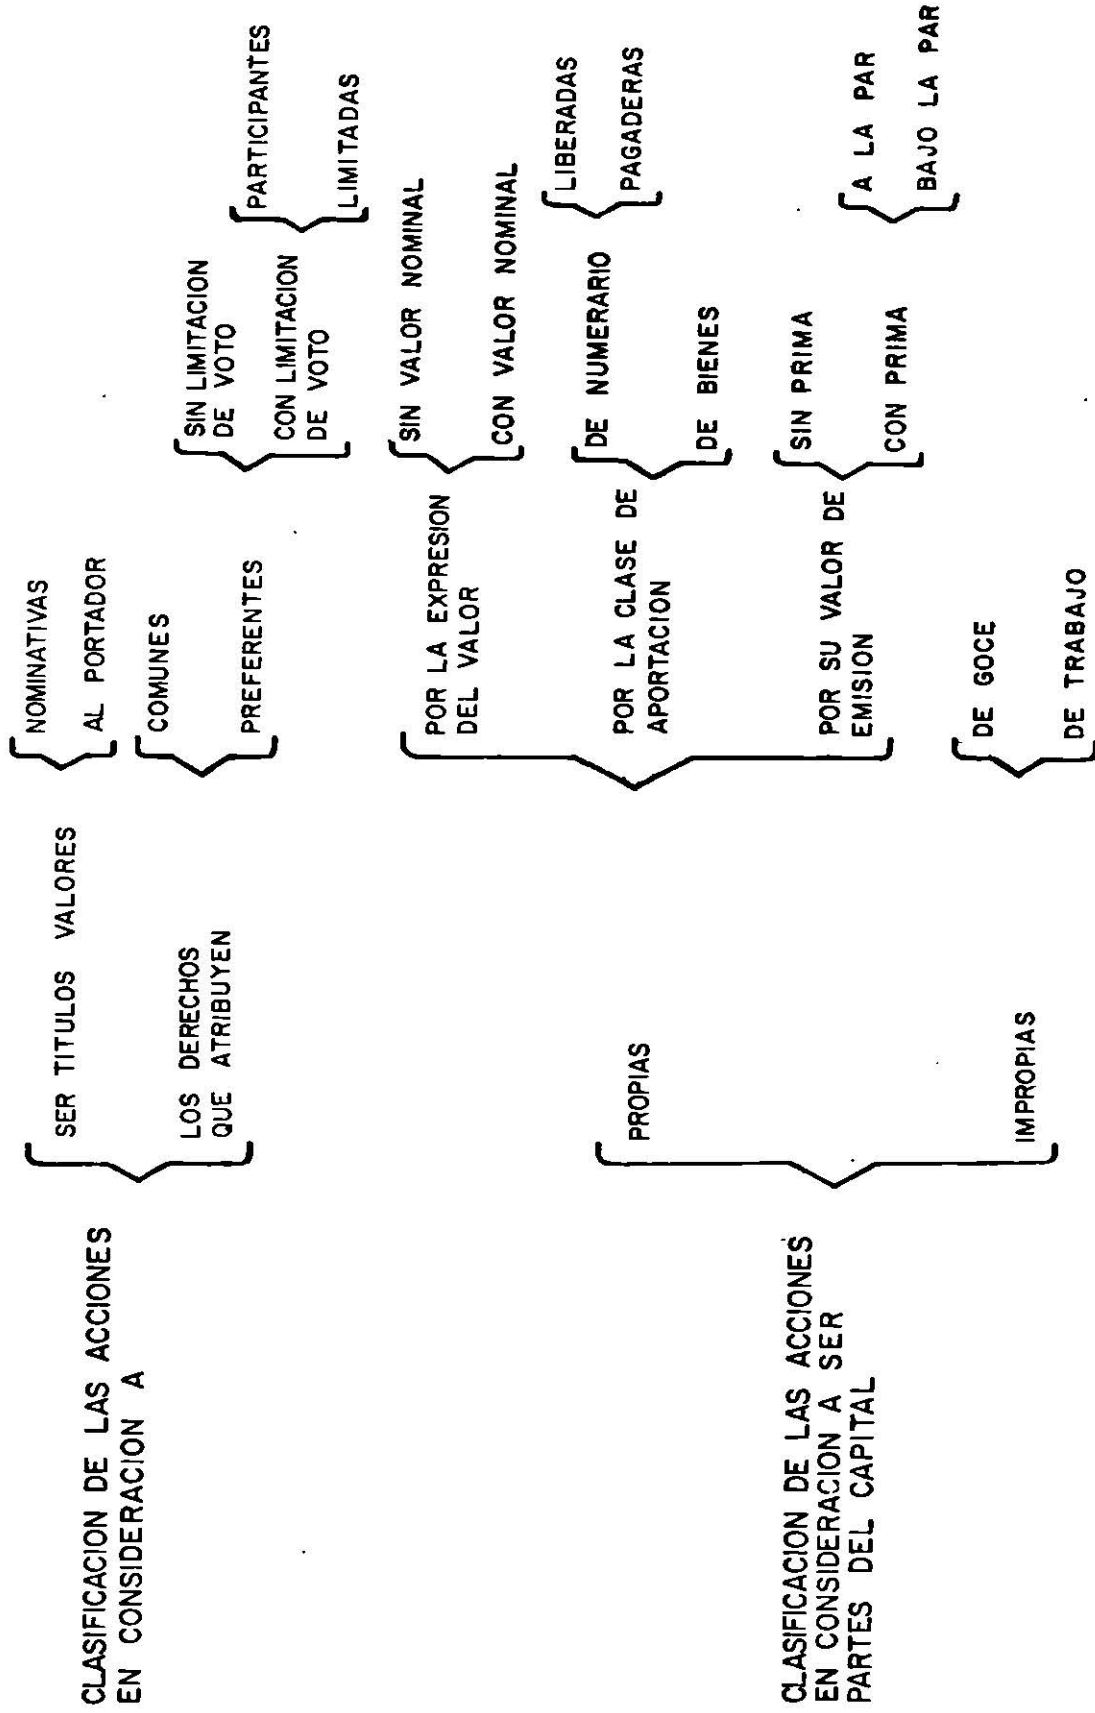 CLASIFICACION DE LAS ACCIONES
EN CONSIDERACION A
SER TITULOS VALORES
NOMINATIVAS
AL PORTADOR
LOS DERECHOS
QUE ATRIBUYEN
COMUNES
PREFERENTES
SIN LIMITACION
DE VOTO
CON LIMITACION
DE VOTO
PARTICIPANTES
LIMITADAS
CLASIFICACION DE LAS ACCIONES
EN CONSIDERACION A SER
PARTES DEL CAPITAL
PROPIAS
POR LA EXPRESION
DEL VALOR
SIN VALOR NOMINAL
CON VALOR NOMINAL
POR LA CLASE DE
APORTACION
DE NUMERARIO
LIBERADAS
PAGADERAS
DE BIENES
POR SU VALOR DE
EMISION
SIN PRIMA
CON PRIMA
A LA PAR
BAJO LA PAR
IMPROPIAS
DE GOCE
DE TRABAJO